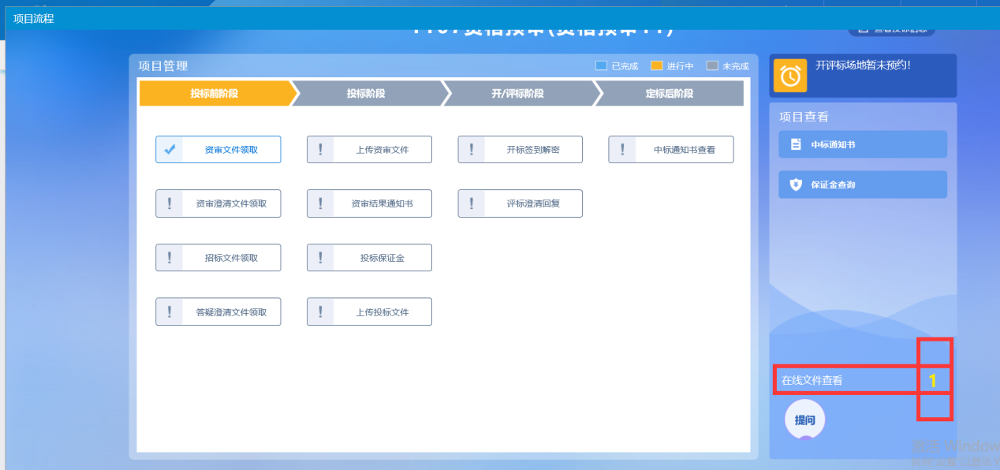 项目流程
项目管理
已完成 进行中 未完成
投标前阶段 投标阶段 开/评标阶段 定标后阶段
资审文件领取 上传资审文件 开标签到解密 中标通知书查看
资审澄清文件领取 资审结果通知书 评标澄清回复
招标文件领取 投标保证金
答疑澄清文件领取 上传投标文件
开评标场地暂未预约!
项目查看
中标通知书
保证金查询
在线文件查看 1
提问
Window